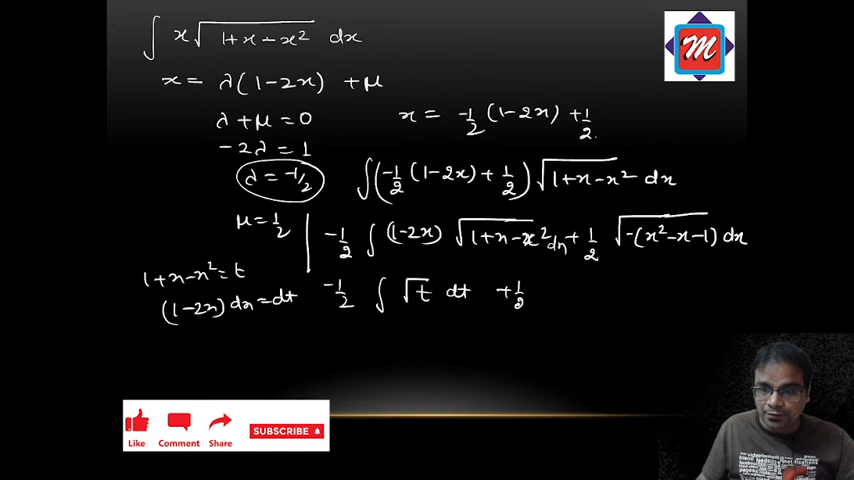 ∫ x √(1+x-x²) dx
x = λ(1-2x) + μ
λ + μ = 0
x = -1/2 (1-2x) + 1/2
-2λ = 1
λ = -1/2
∫(-1/2 (1-2x) + 1/2) √(1+x-x²) dx
μ = 1/2
-1/2 ∫ (1-2x) √(1+x-x²) dx + 1/2 √(-(x²-x-1)) dx
1+x-x² = t
(1-2x) dx = dt
-1/2 ∫ √t dt + 1/2
M
Like
Comment
Share
SUBSCRIBE